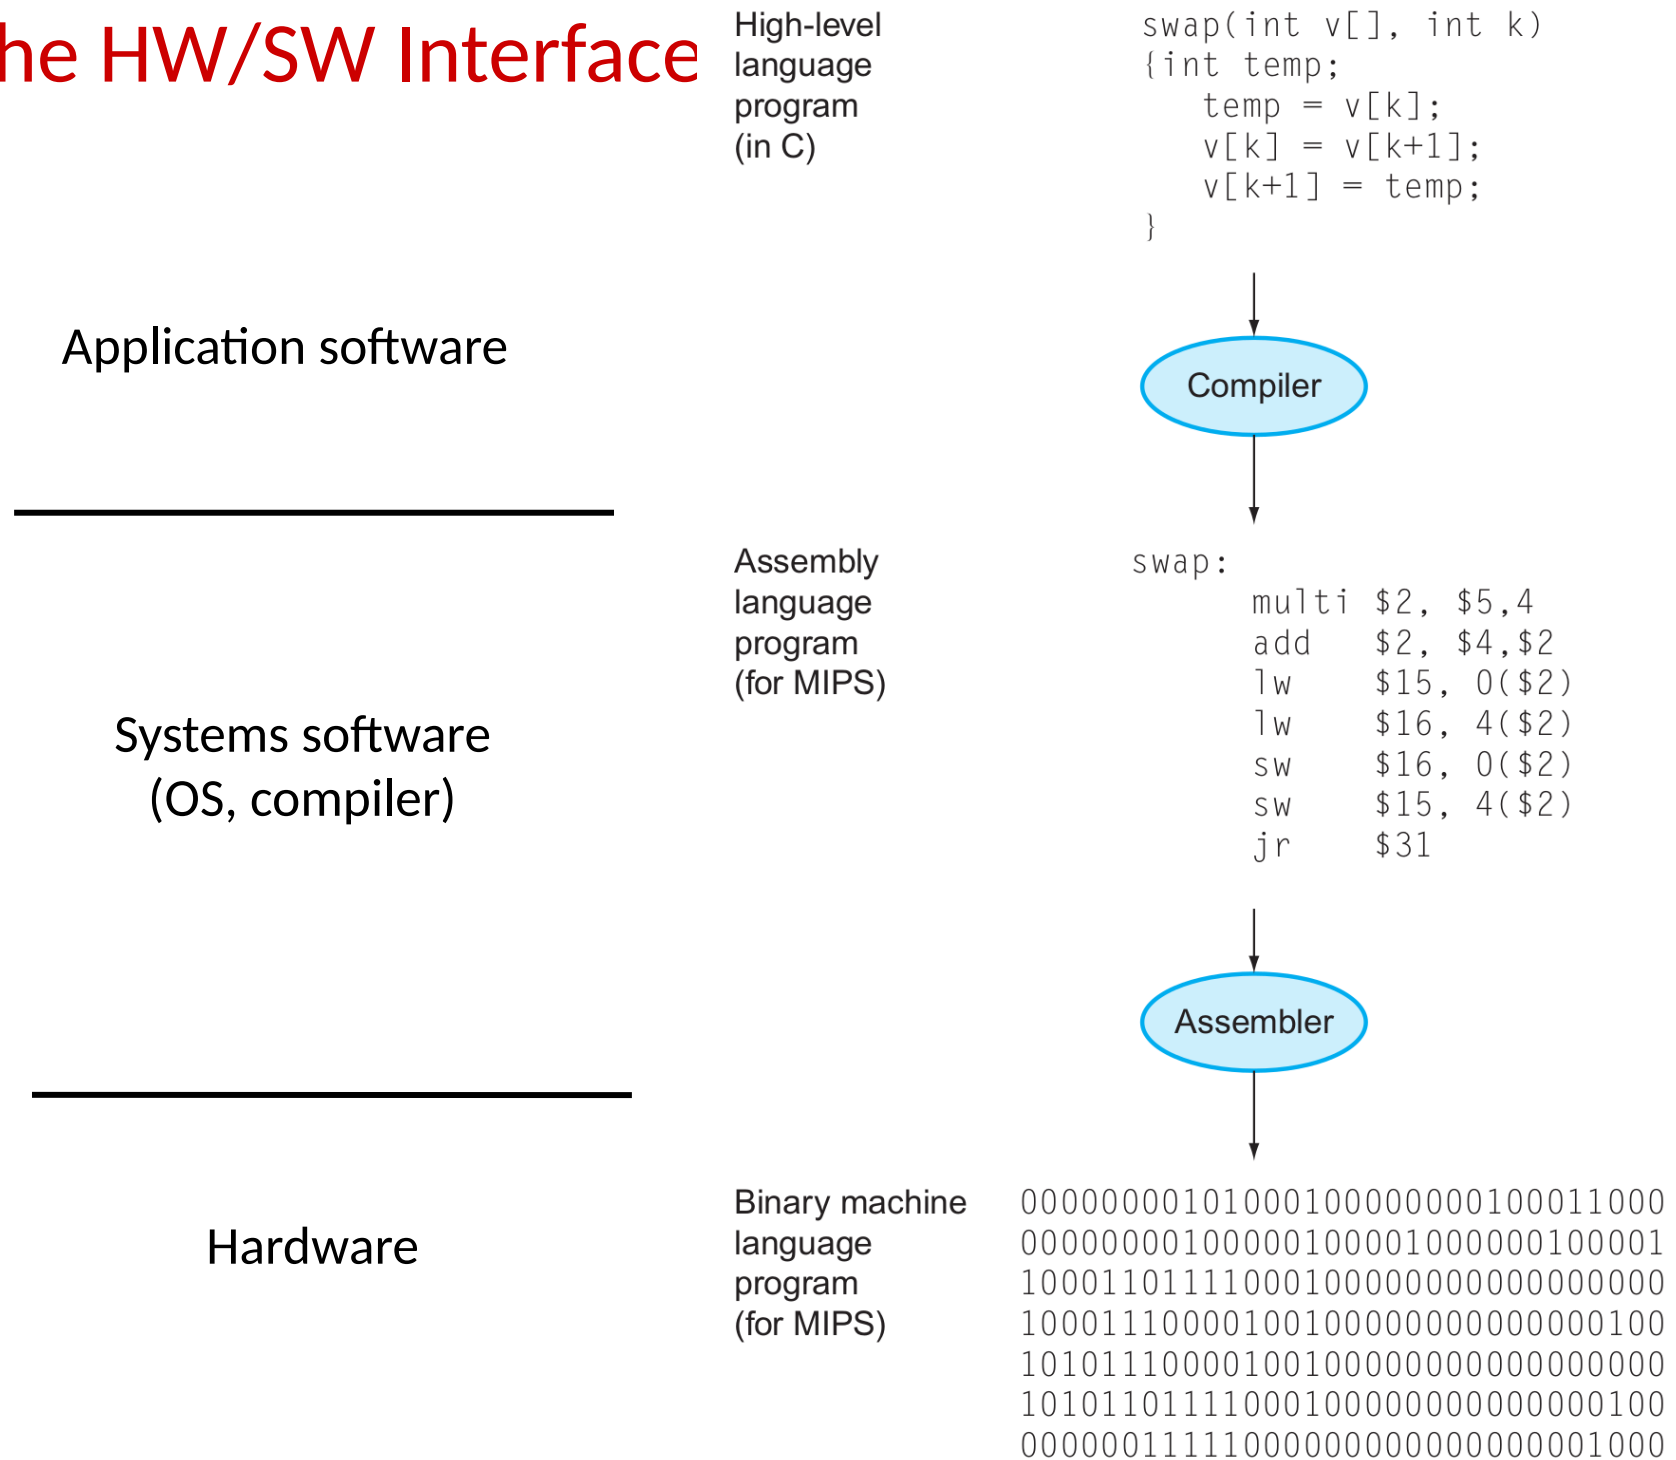 he HW/SW Interface
Application software
Systems software
(OS, compiler)
Hardware
High-level
language
program
(in C)
swap(int v[], int k)
{int temp;
temp = v[k];
v[k] = v[k+1];
v[k+1] = temp;
}
Compiler
Assembly
language
program
(for MIPS)
swap:
multi $2, $5,4
add $2, $4,$2
lw $15, 0($2)
lw $16, 4($2)
sw $16, 0($2)
sw $15, 4($2)
jr $31
Assembler
Binary machine
language
program
(for MIPS)
00000000101000100000000100011000
00000000100000100001000000100001
10001101111000100000000000000000
10001110000100100000000000000100
10101110000100100000000000000000
10101101111000100000000000000100
00000011111000000000000000001000